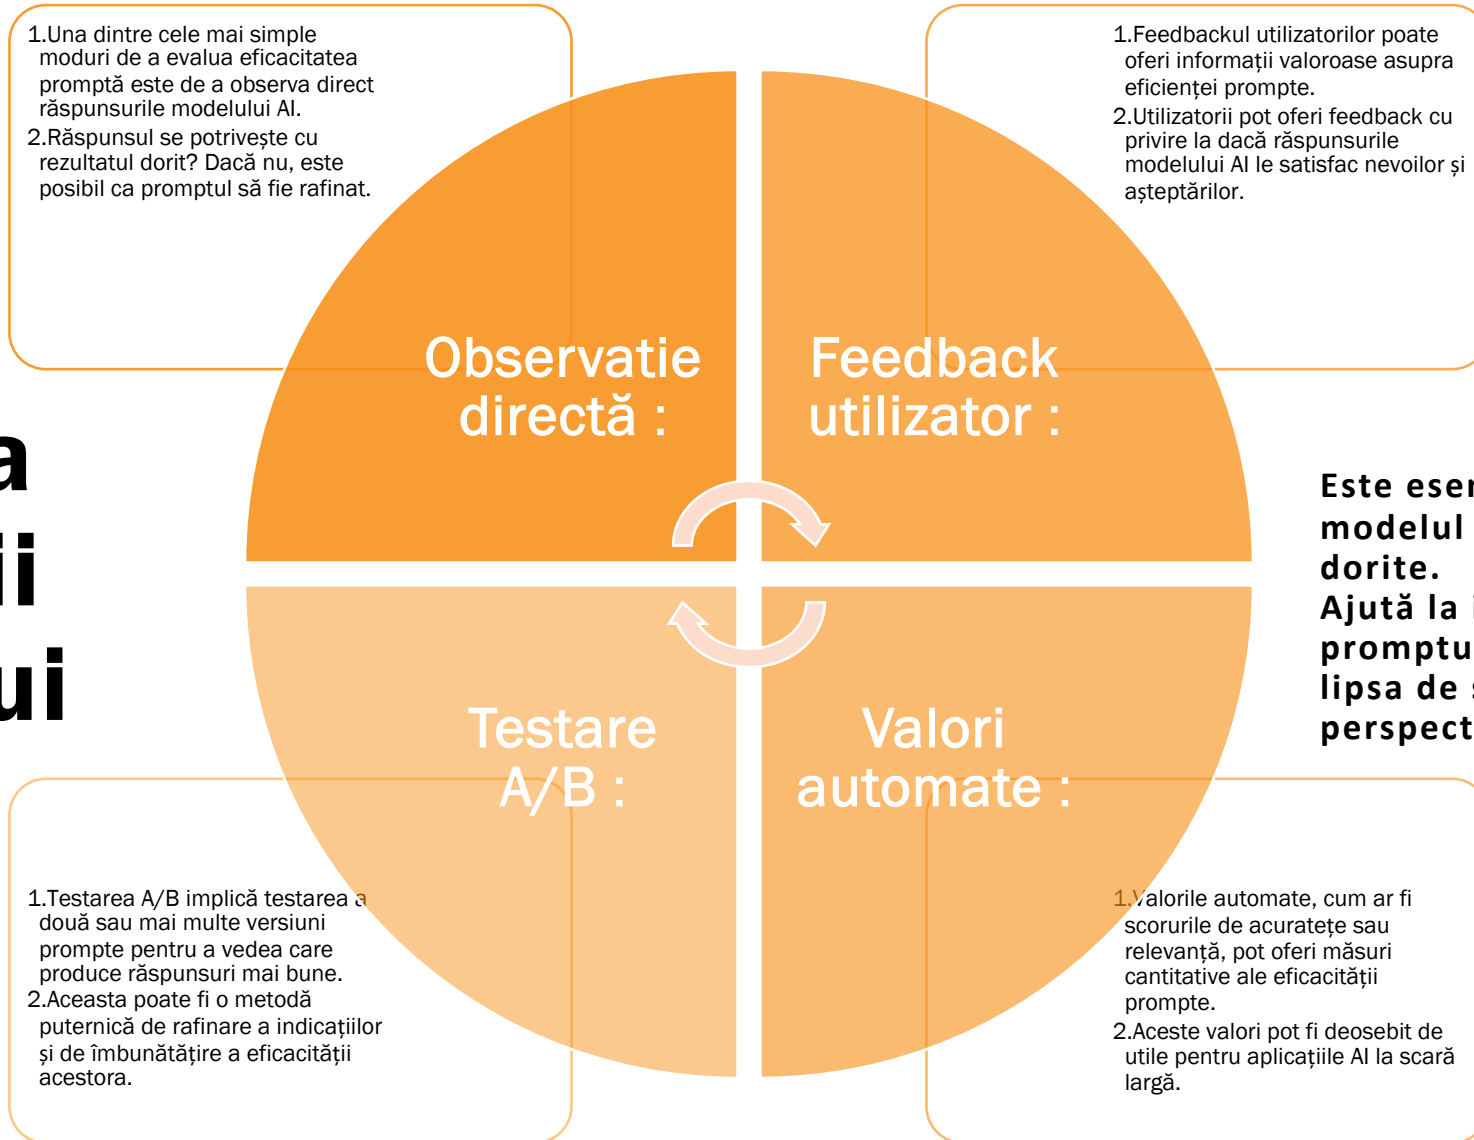 1.Una dintre cele mai simple
moduri de a evalua eficacitatea
promptă este de a observa direct
răspunsurile modelului AI.
2.Răspunsul se potrivește cu
rezultatul dorit? Dacă nu, este
posibil ca promptul să fie rafinat.
1.Feedbackul utilizatorilor poate
oferi informații valoroase asupra
eficienței prompte.
2.Utilizatorii pot oferi feedback cu
privire la dacă răspunsurile
modelului AI le satisfac nevoilor și
așteptărilor.
Observatie
directă :
Feedback
utilizator :
a
ii
ui
Este
modelul
dorite.
Ajută la
lipsa de
Testare
A/B :
Valori
automate :
1.Testarea A/B implică testarea a
două sau mai multe versiuni
prompte pentru a vedea care
produce răspunsuri mai bune.
2.Aceasta poate fi o metodă
puternică de rafinare a indicațiilor
și de îmbunătățire a eficacității
acestora.
1.Valorile automate, cum ar fi
scorurile de acuratețe sau
relevanță, pot oferi măsuri
cantitative ale eficacității
prompte.
2.Aceste valori pot fi deosebit de
utile pentru aplicațiile AI la scară
largă.